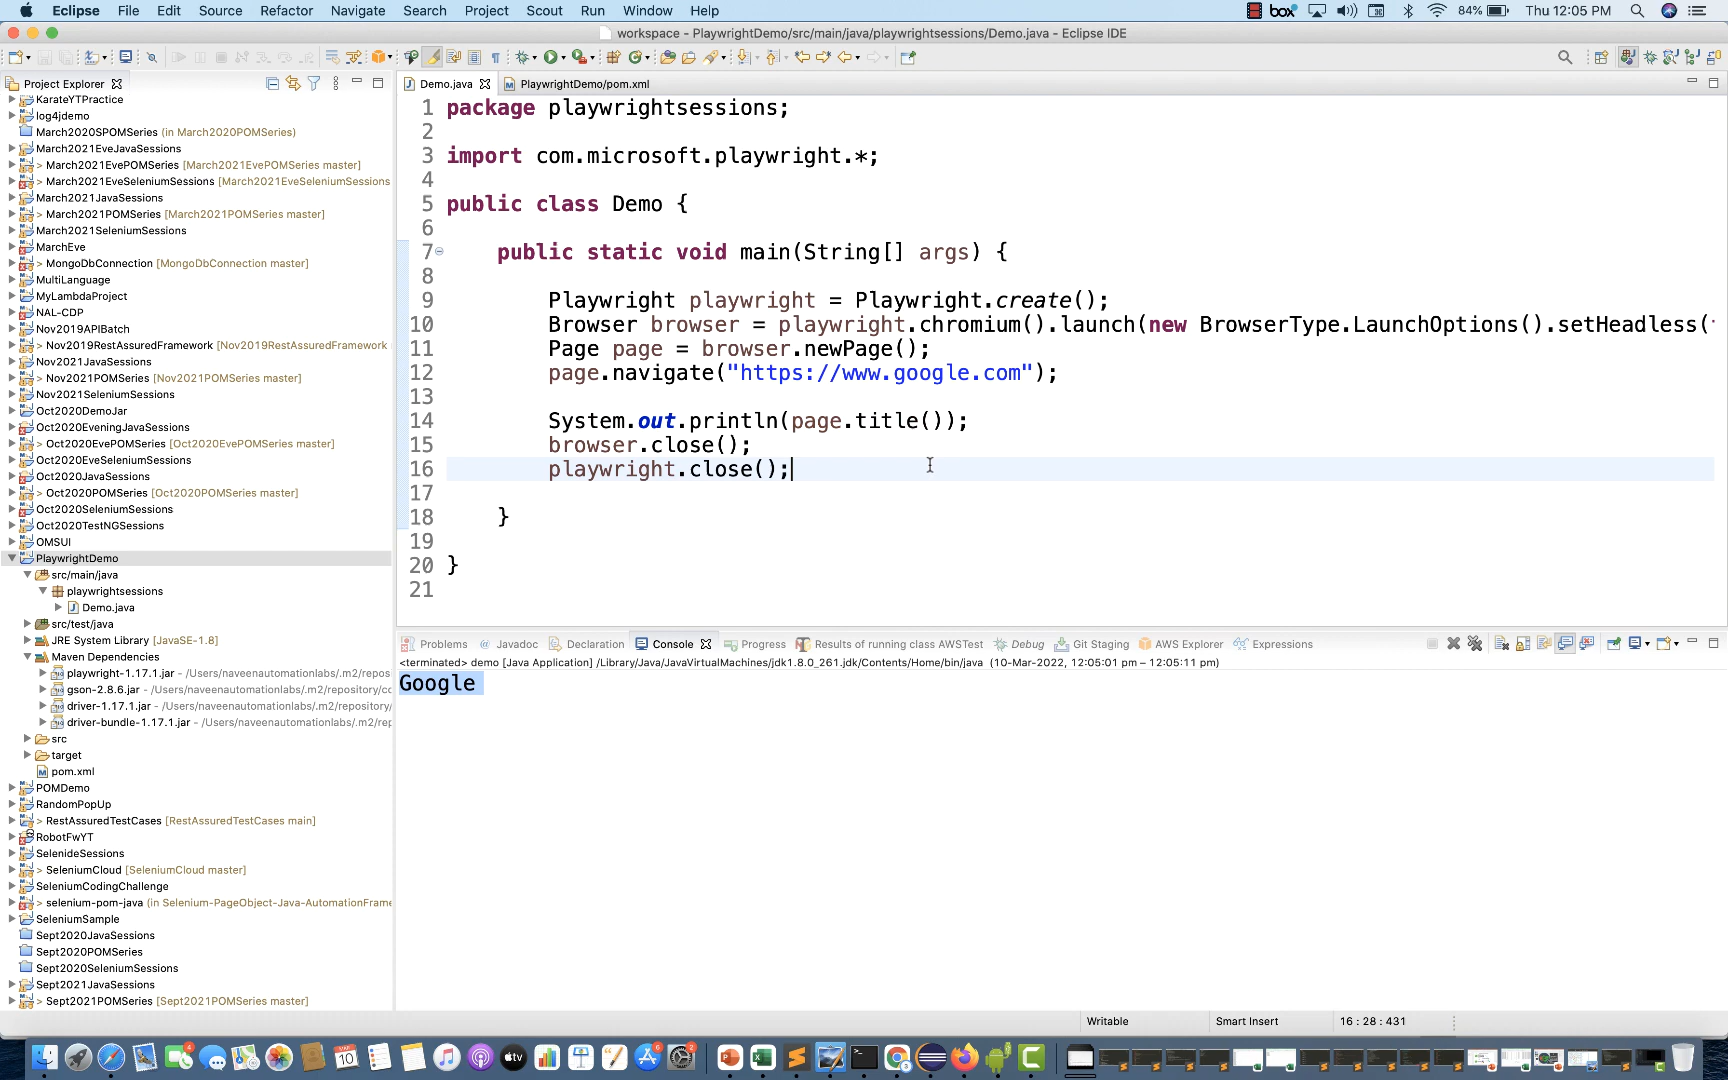 Eclipse File Edit Source Refactor Navigate Search Project Scout Run Window Help box 84% Thu 12:05 PM
workspace - PlaywrightDemo/src/main/java/playwrightsessions/Demo.java - Eclipse IDE
Project Explorer
KarateYTPractice
log4jdemo
March2020SPOMSeries (in March2020POMSeries)
March2021EveJavaSessions
> March2021EvePOMSeries [March2021EvePOMSeries master]
> March2021EveSeleniumSessions [March2021EveSeleniumSessions
March2021JavaSessions
> March2021POMSeries [March2021POMSeries master]
March2021SeleniumSessions
MarchEve
> MongoDbConnection [MongoDbConnection master]
MultiLanguage
MyLambdaProject
NAL-CDP
Nov2019APIBatch
> Nov2019RestAssuredFramework [Nov2019RestAssuredFramework
Nov2021JavaSessions
> Nov2021POMSeries [Nov2021POMSeries master]
Nov2021SeleniumSessions
Oct2020DemoJar
Oct2020EveningJavaSessions
> Oct2020EvePOMSeries [Oct2020EvePOMSeries master]
Oct2020EveSeleniumSessions
Oct2020JavaSessions
> Oct2020POMSeries [Oct2020POMSeries master]
Oct2020SeleniumSessions
Oct2020TestNGSessions
OMSUI
PlaywrightDemo
src/main/java
playwrightsessions
Demo.java
src/test/java
JRE System Library [JavaSE-1.8]
Maven Dependencies
playwright-1.17.1.jar - /Users/naveenautomationlabs/.m2/repos
gson-2.8.6.jar - /Users/naveenautomationlabs/.m2/repository/cc
driver-1.17.1.jar - /Users/naveenautomationlabs/.m2/repository/
driver-bundle-1.17.1.jar - /Users/naveenautomationlabs/.m2/rep
src
target
pom.xml
POMDemo
RandomPopUp
> RestAssuredTestCases [RestAssuredTestCases main]
RobotFwYT
SelenideSessions
> SeleniumCloud [SeleniumCloud master]
SeleniumCodingChallenge
> selenium-pom-java (in Selenium-PageObject-Java-AutomationFrame
SeleniumSample
Sept2020JavaSessions
Sept2020POMSeries
Sept2020SeleniumSessions
Sept2021JavaSessions
> Sept2021POMSeries [Sept2021POMSeries master]
Demo.java PlaywrightDemo/pom.xml
1 package playwrightsessions;
2
3 import com.microsoft.playwright.*;
4
5 public class Demo {
6
7 public static void main(String[] args) {
8
9 Playwright playwright = Playwright.create();
10 Browser browser = playwright.chromium().launch(new BrowserType.LaunchOptions().setHeadless(
11 Page page = browser.newPage();
12 page.navigate("https://www.google.com");
13
14 System.out.println(page.title());
15 browser.close();
16 playwright.close();
17
18 }
19
20 }
21
Problems Javadoc Declaration Console Progress Results of running class AWSTest Debug Git Staging AWS Explorer Expressions
<terminated> demo [Java Application] /Library/Java/JavaVirtualMachines/jdk1.8.0_261.jdk/Contents/Home/bin/java (10-Mar-2022, 12:05:01 pm – 12:05:11 pm)
Google
Writable Smart Insert 16 : 28 : 431